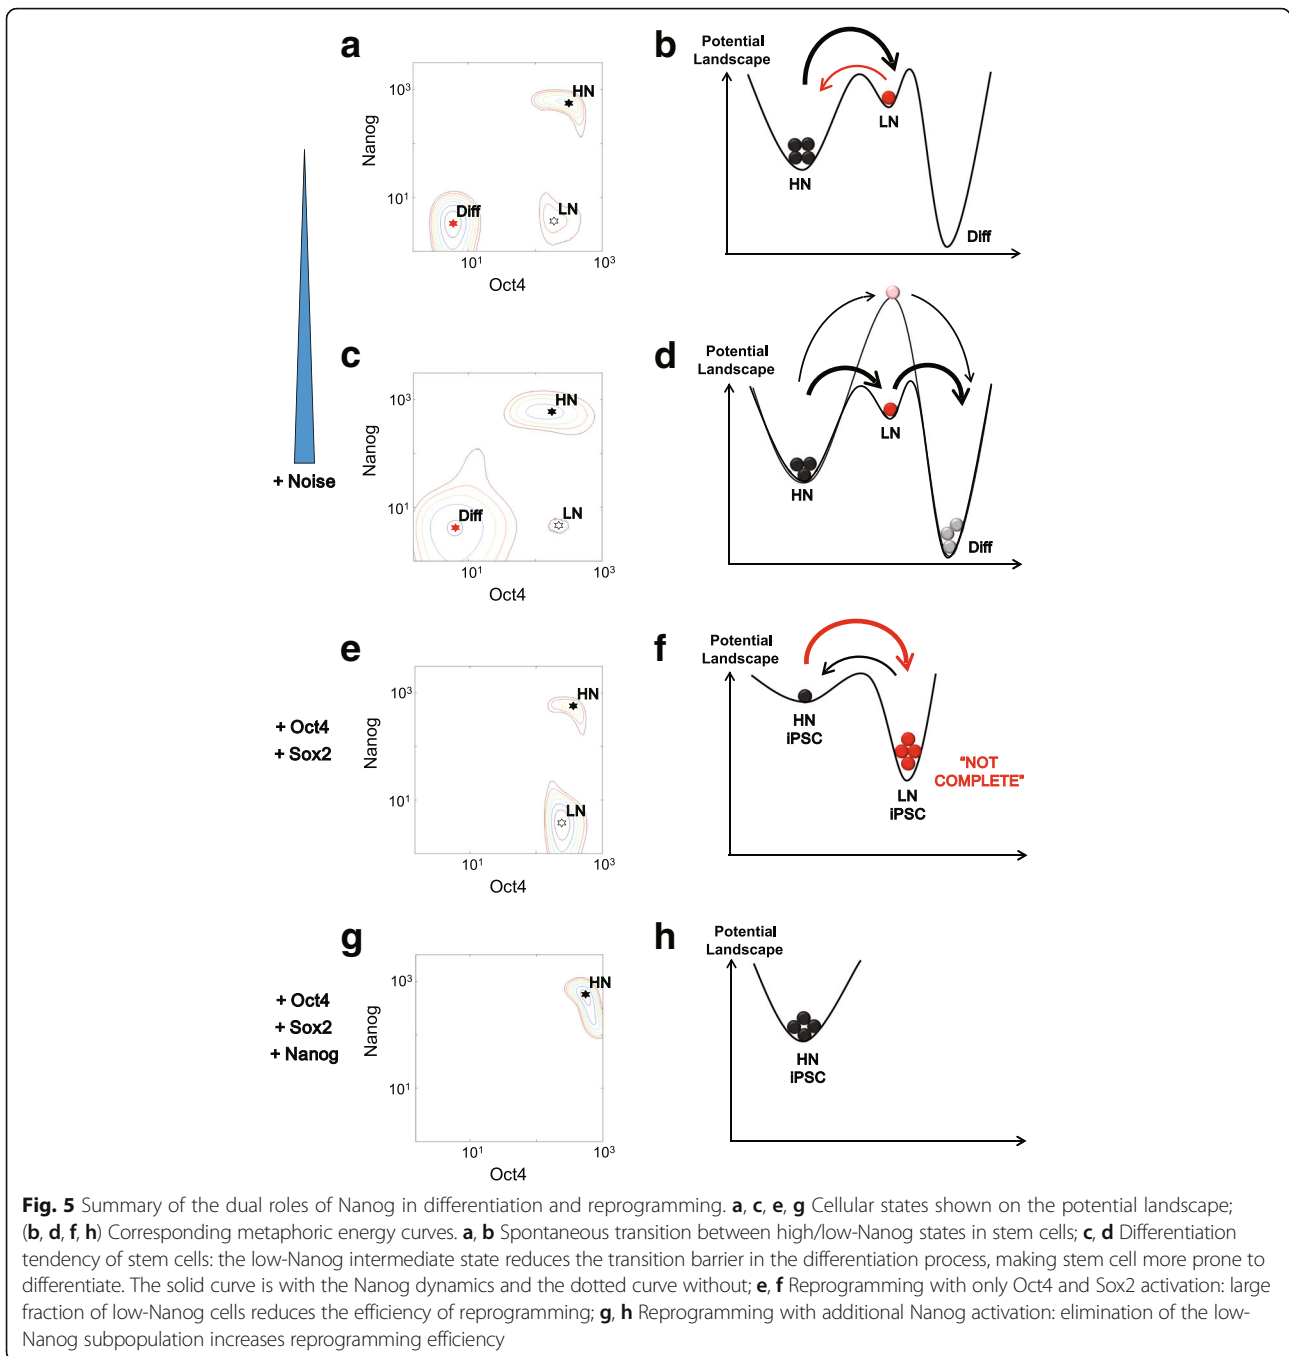 a
Nanog
10³
10¹
HN
Diff
LN
10¹
10³
Oct4
b
Potential
Landscape
HN
LN
Diff
c
Nanog
10³
10¹
HN
Diff
LN
10¹
10³
Oct4
+ Noise
d
Potential
Landscape
HN
LN
Diff
e
+ Oct4
+ Sox2
Nanog
10³
10¹
HN
LN
10¹
10³
Oct4
f
Potential
Landscape
HN
iPSC
LN
iPSC
"NOT
COMPLETE"
g
+ Oct4
+ Sox2
+ Nanog
Nanog
10³
10¹
HN
10¹
10³
Oct4
h
Potential
Landscape
HN
iPSC
Fig. 5 Summary of the dual roles of Nanog in differentiation and reprogramming. a, c, e, g Cellular states shown on the potential landscape;
(b, d, f, h) Corresponding metaphoric energy curves. a, b Spontaneous transition between high/low-Nanog states in stem cells; c, d Differentiation
tendency of stem cells: the low-Nanog intermediate state reduces the transition barrier in the differentiation process, making stem cell more prone to
differentiate. The solid curve is with the Nanog dynamics and the dotted curve without; e, f Reprogramming with only Oct4 and Sox2 activation: large
fraction of low-Nanog cells reduces the efficiency of reprogramming; g, h Reprogramming with additional Nanog activation: elimination of the low-
Nanog subpopulation increases reprogramming efficiency